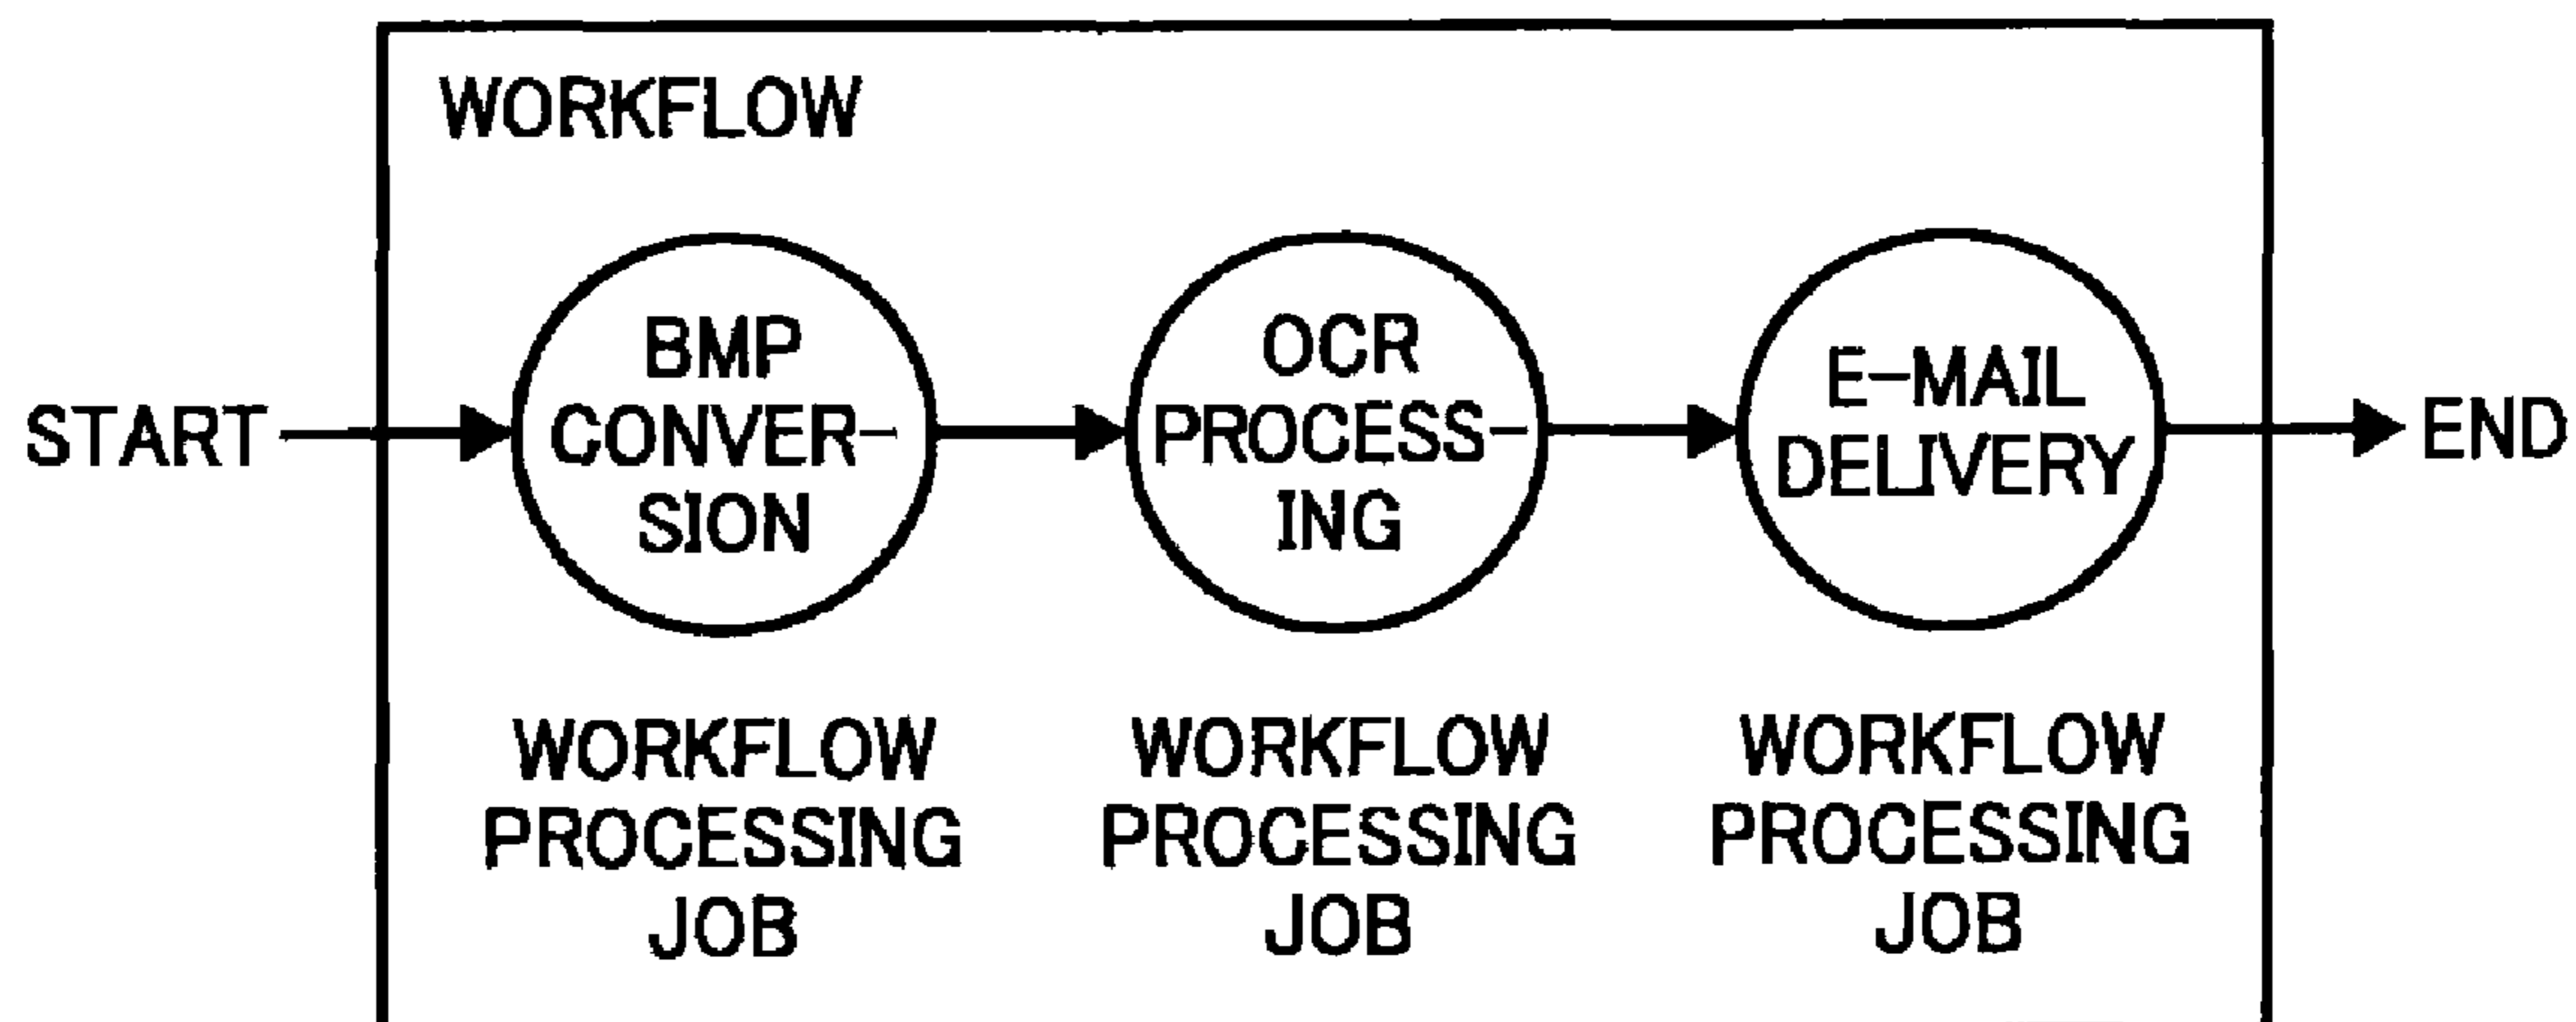 WORKFLOW
START
BMP
CONVER-
SION
OCR
PROCESS-
ING
E-MAIL
DELIVERY
END
WORKFLOW
PROCESSING
JOB
WORKFLOW
PROCESSING
JOB
WORKFLOW
PROCESSING
JOB